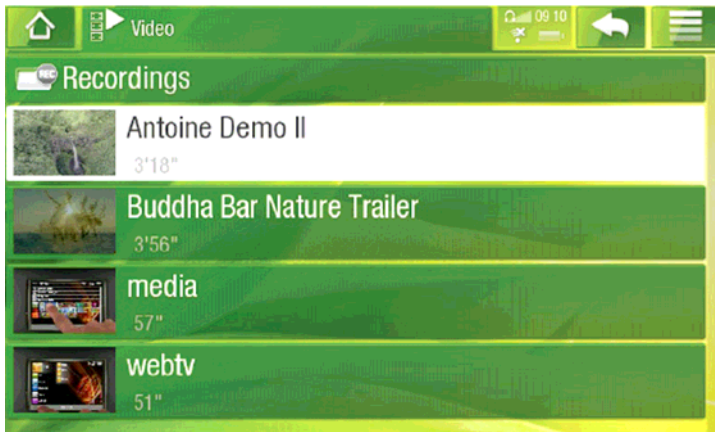 Video
09 10
REC Recordings
Antoine Demo II
3'18"
Buddha Bar Nature Trailer
3'56"
media
57"
webtv
51"